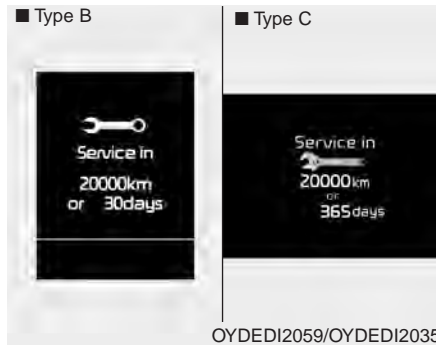 ■ Type B
Service in
20000km
or 30days
■ Type C
Service in
20000km
or
365days
OYDEDI2059/OYDEDI2035